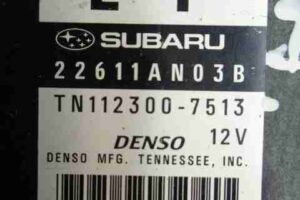 SUBARU
22611AN03B
TN112300-7513
DENSO 12V
DENSO MFG. TENNESSEE, INC.